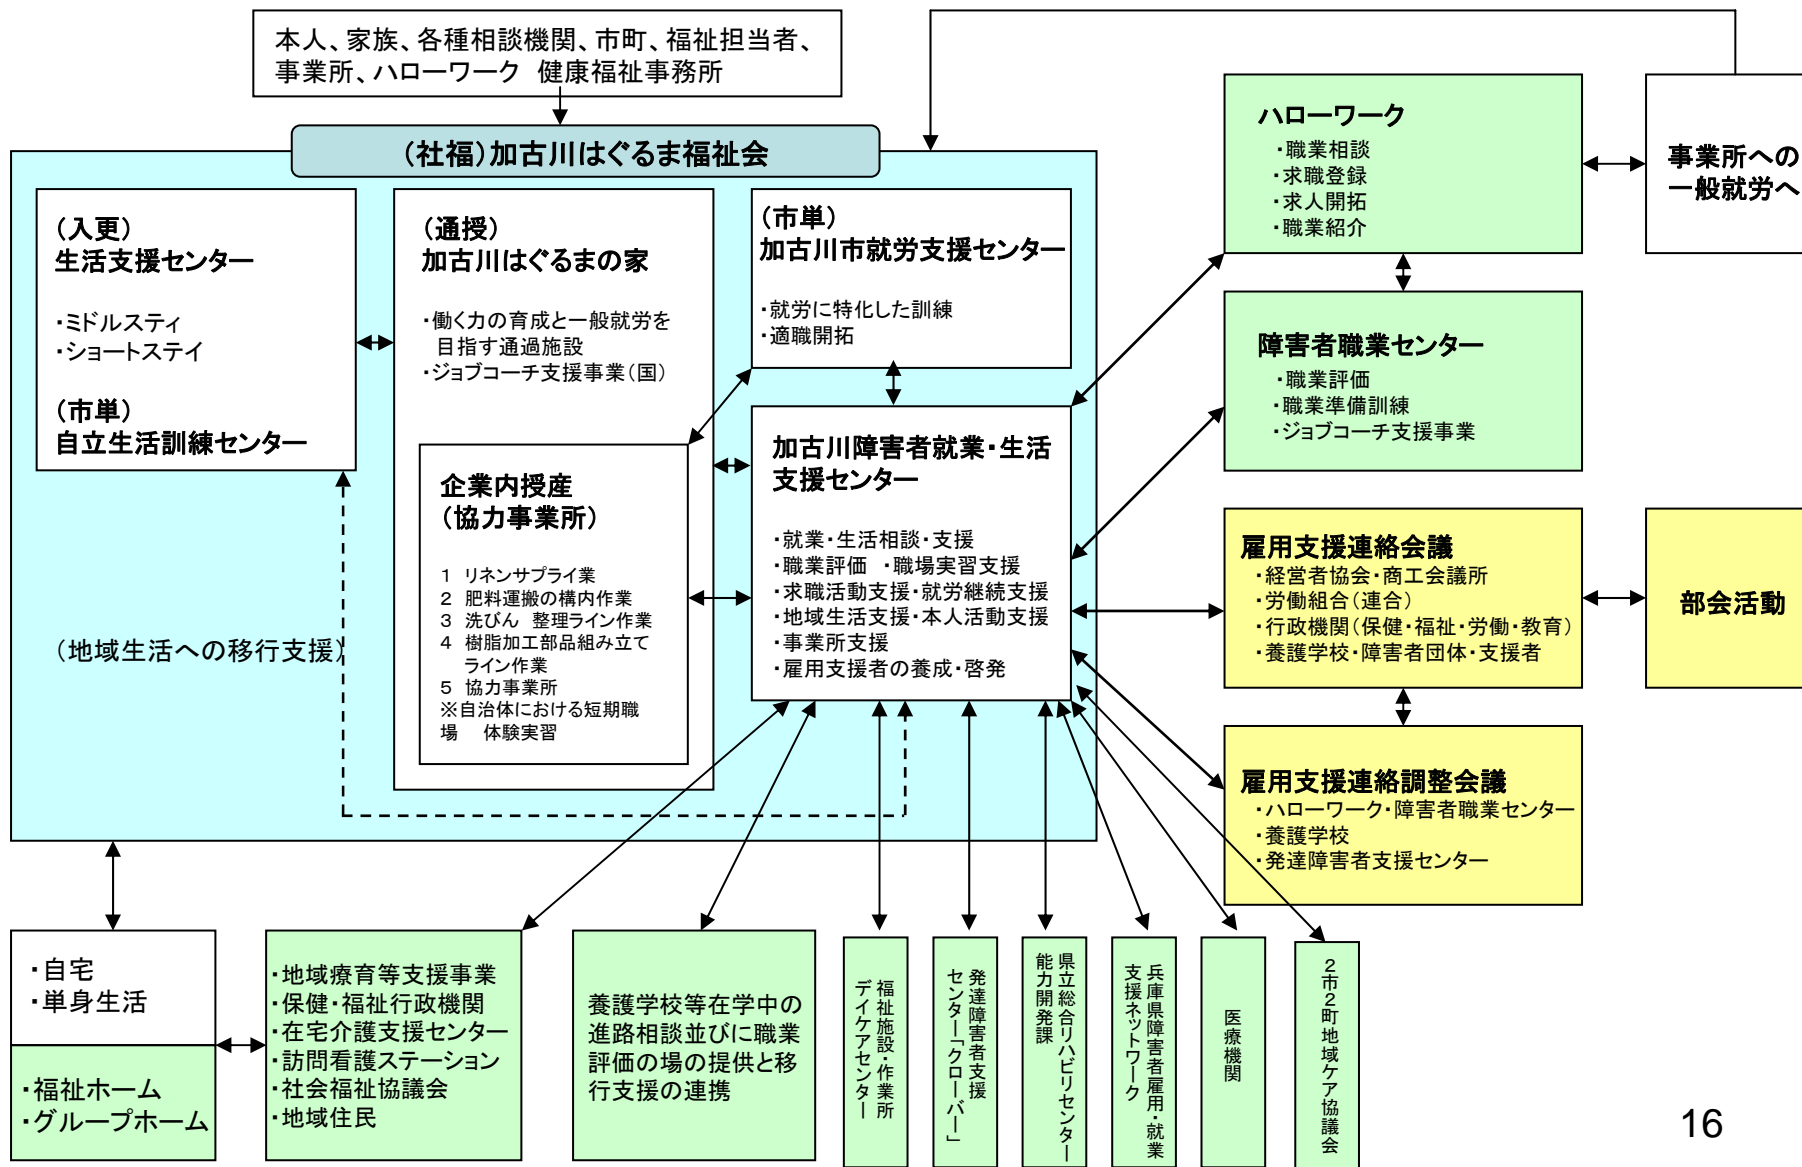 本人、家族、各種相談機関、市町、福祉担当者、
事業所、ハローワーク　健康福祉事務所
（社福）加古川はぐるま福祉会
（入更）
生活支援センター
・ミドルスティ
・ショートステイ
（市単）
自立生活訓練センター
（地域生活への移行支援）
（通授）
加古川はぐるまの家
・働く力の育成と一般就労を
目指す通過施設
・ジョブコーチ支援事業（国）
企業内授産
（協力事業所）
１　リネンサプライ業
２　肥料運搬の構内作業
３　洗びん　整理ライン作業
４　樹脂加工部品組み立て
ライン作業
５　協力事業所
※自治体における短期職
場　体験実習
（市単）
加古川市就労支援センター
・就労に特化した訓練
・適職開拓
加古川障害者就業・生活
支援センター
・就業・生活相談・支援
・職業評価　・職場実習支援
・求職活動支援・就労継続支援
・地域生活支援・本人活動支援
・事業所支援
・雇用支援者の養成・啓発
ハローワーク
・職業相談
・求職登録
・求人開拓
・職業紹介
事業所への
一般就労へ
障害者職業センター
・職業評価
・職業準備訓練
・ジョブコーチ支援事業
雇用支援連絡会議
・経営者協会・商工会議所
・労働組合（連合）
・行政機関（保健・福祉・労働・教育）
・養護学校・障害者団体・支援者
部会活動
雇用支援連絡調整会議
・ハローワーク・障害者職業センター
・養護学校
・発達障害者支援センター
・自宅
・単身生活
・福祉ホーム
・グループホーム
・地域療育等支援事業
・保健・福祉行政機関
・在宅介護支援センター
・訪問看護ステーション
・社会福祉協議会
・地域住民
養護学校等在学中の
進路相談並びに職業
評価の場の提供と移
行支援の連携
福祉施設・作業所
デイケアセンター
発達障害者支援
センター「クローバー」
県立総合リハビリセンター
能力開発課
兵庫県障害者雇用・就業
支援ネットワーク
医療機関
２市２町地域ケア協議会
16